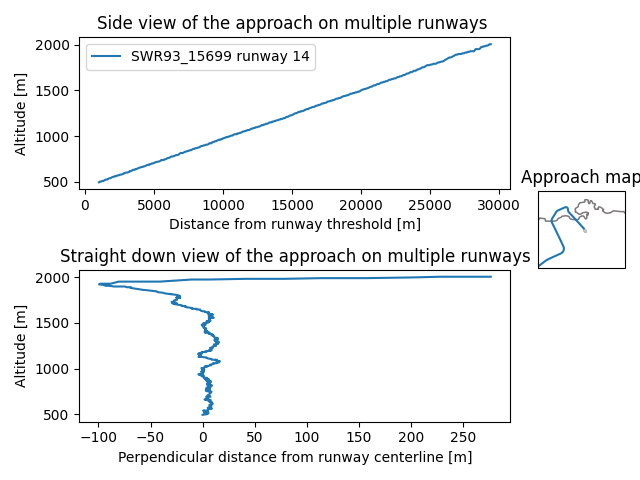 Side view of the approach on multiple runways
2000
1500
1000
500
Altitude [m]
SWR93_15699 runway 14
0 5000 10000 15000 20000 25000 30000
Distance from runway threshold [m]
Approach map
Straight down view of the approach on multiple runways
2000
1500
1000
500
Altitude [m]
−100 −50 0 50 100 150 200 250
Perpendicular distance from runway centerline [m]